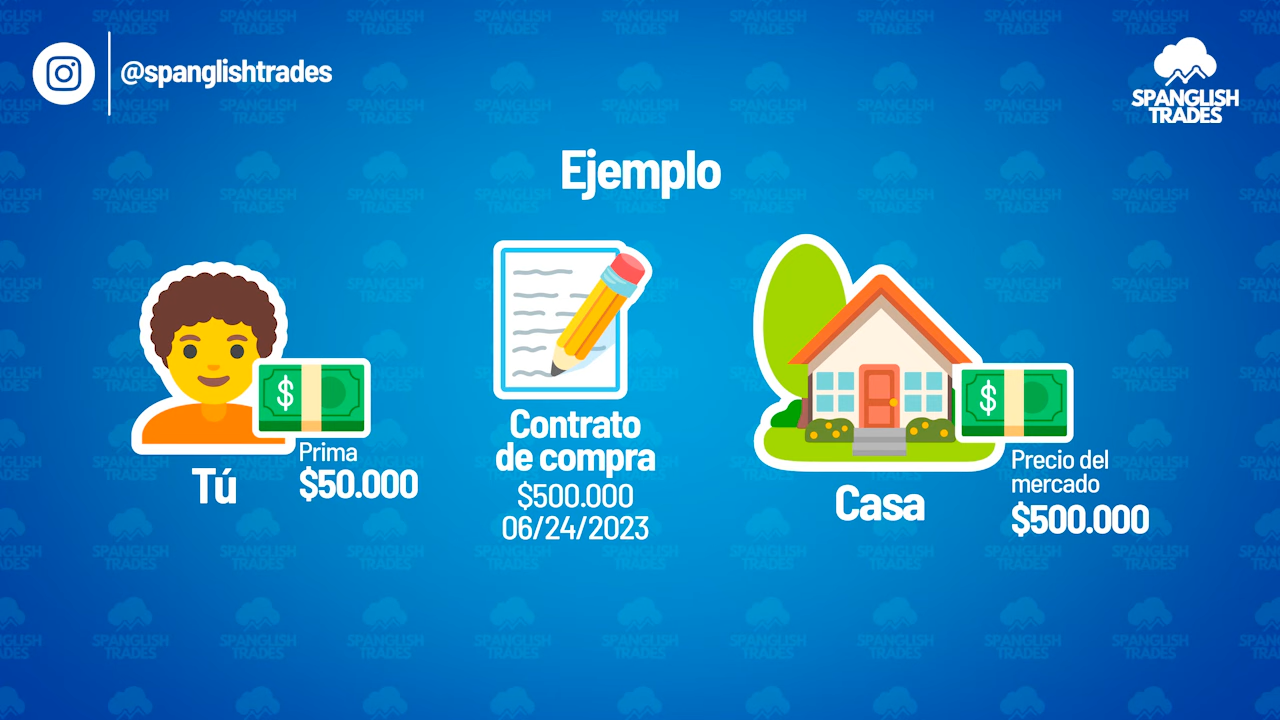 @spanglishtrades
SPANGLISH
TRADES
Ejemplo
Tú
Prima
$50.000
Contrato
de compra
$500.000
06/24/2023
Casa
Precio del
mercado
$500.000